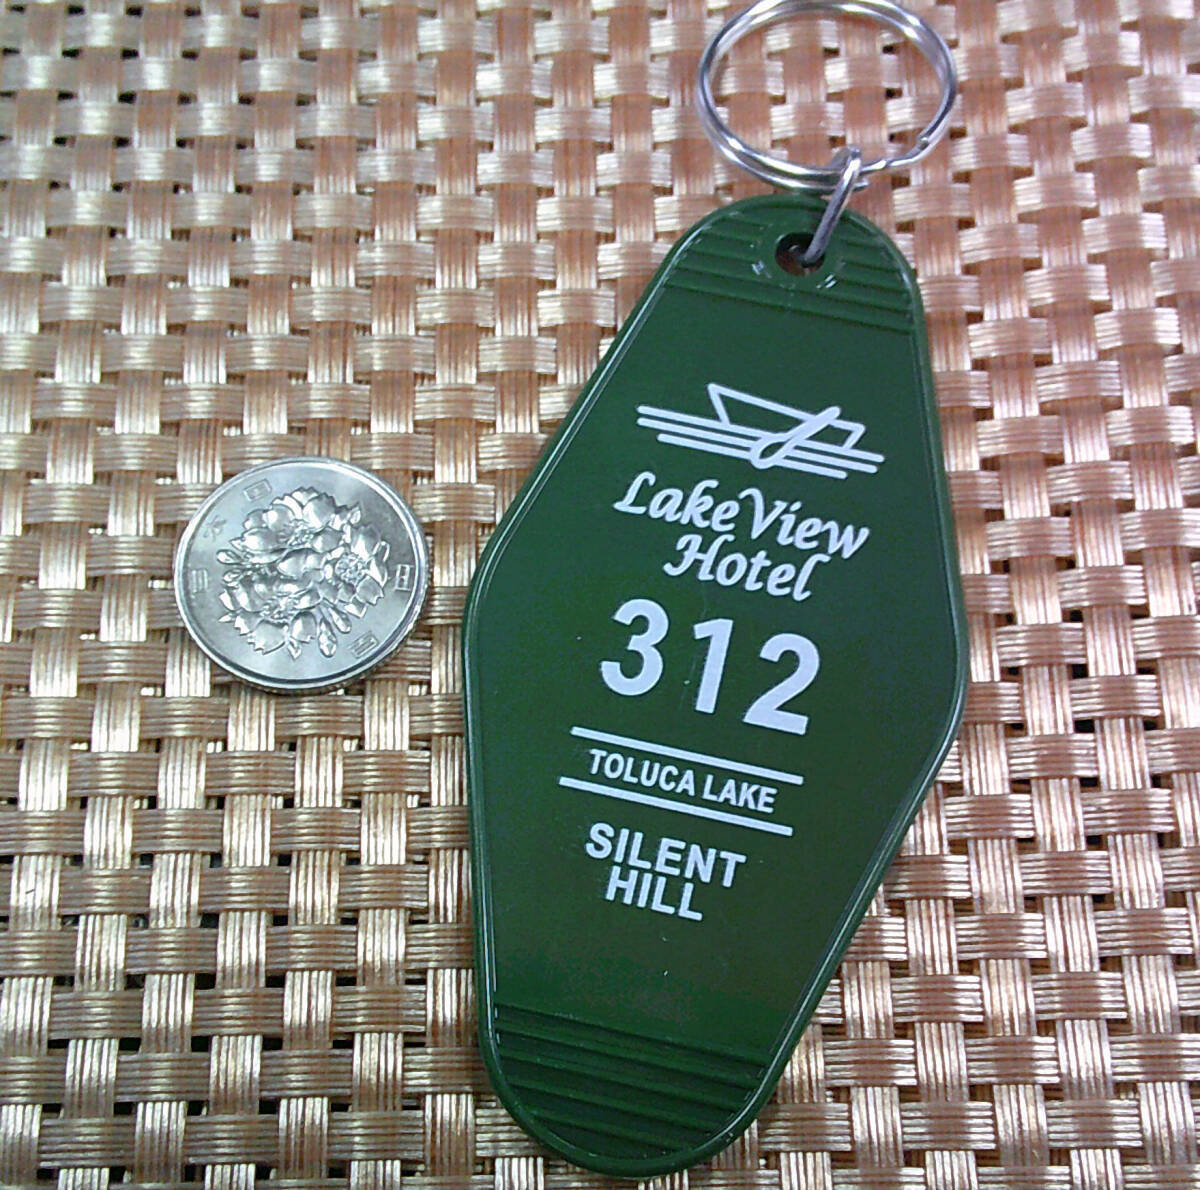 LakeView
Hotel
312
TOLUCA LAKE
SILENT
HILL